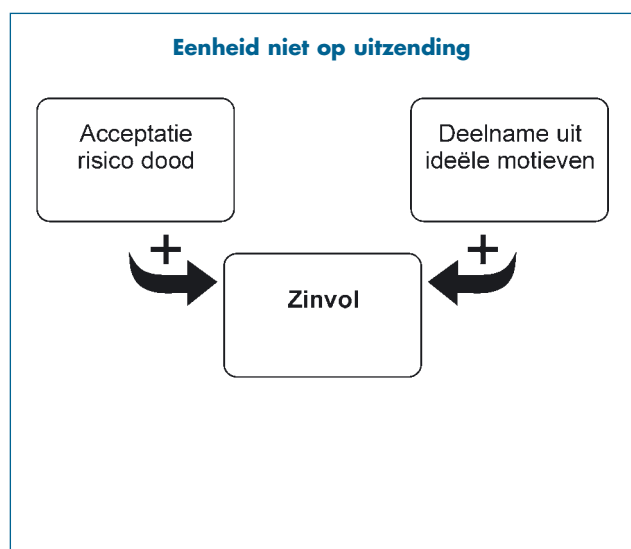 Eenheid niet op uitzending
Acceptatie
risico dood
Deelname uit
ideële motieven
+
+
Zinvol